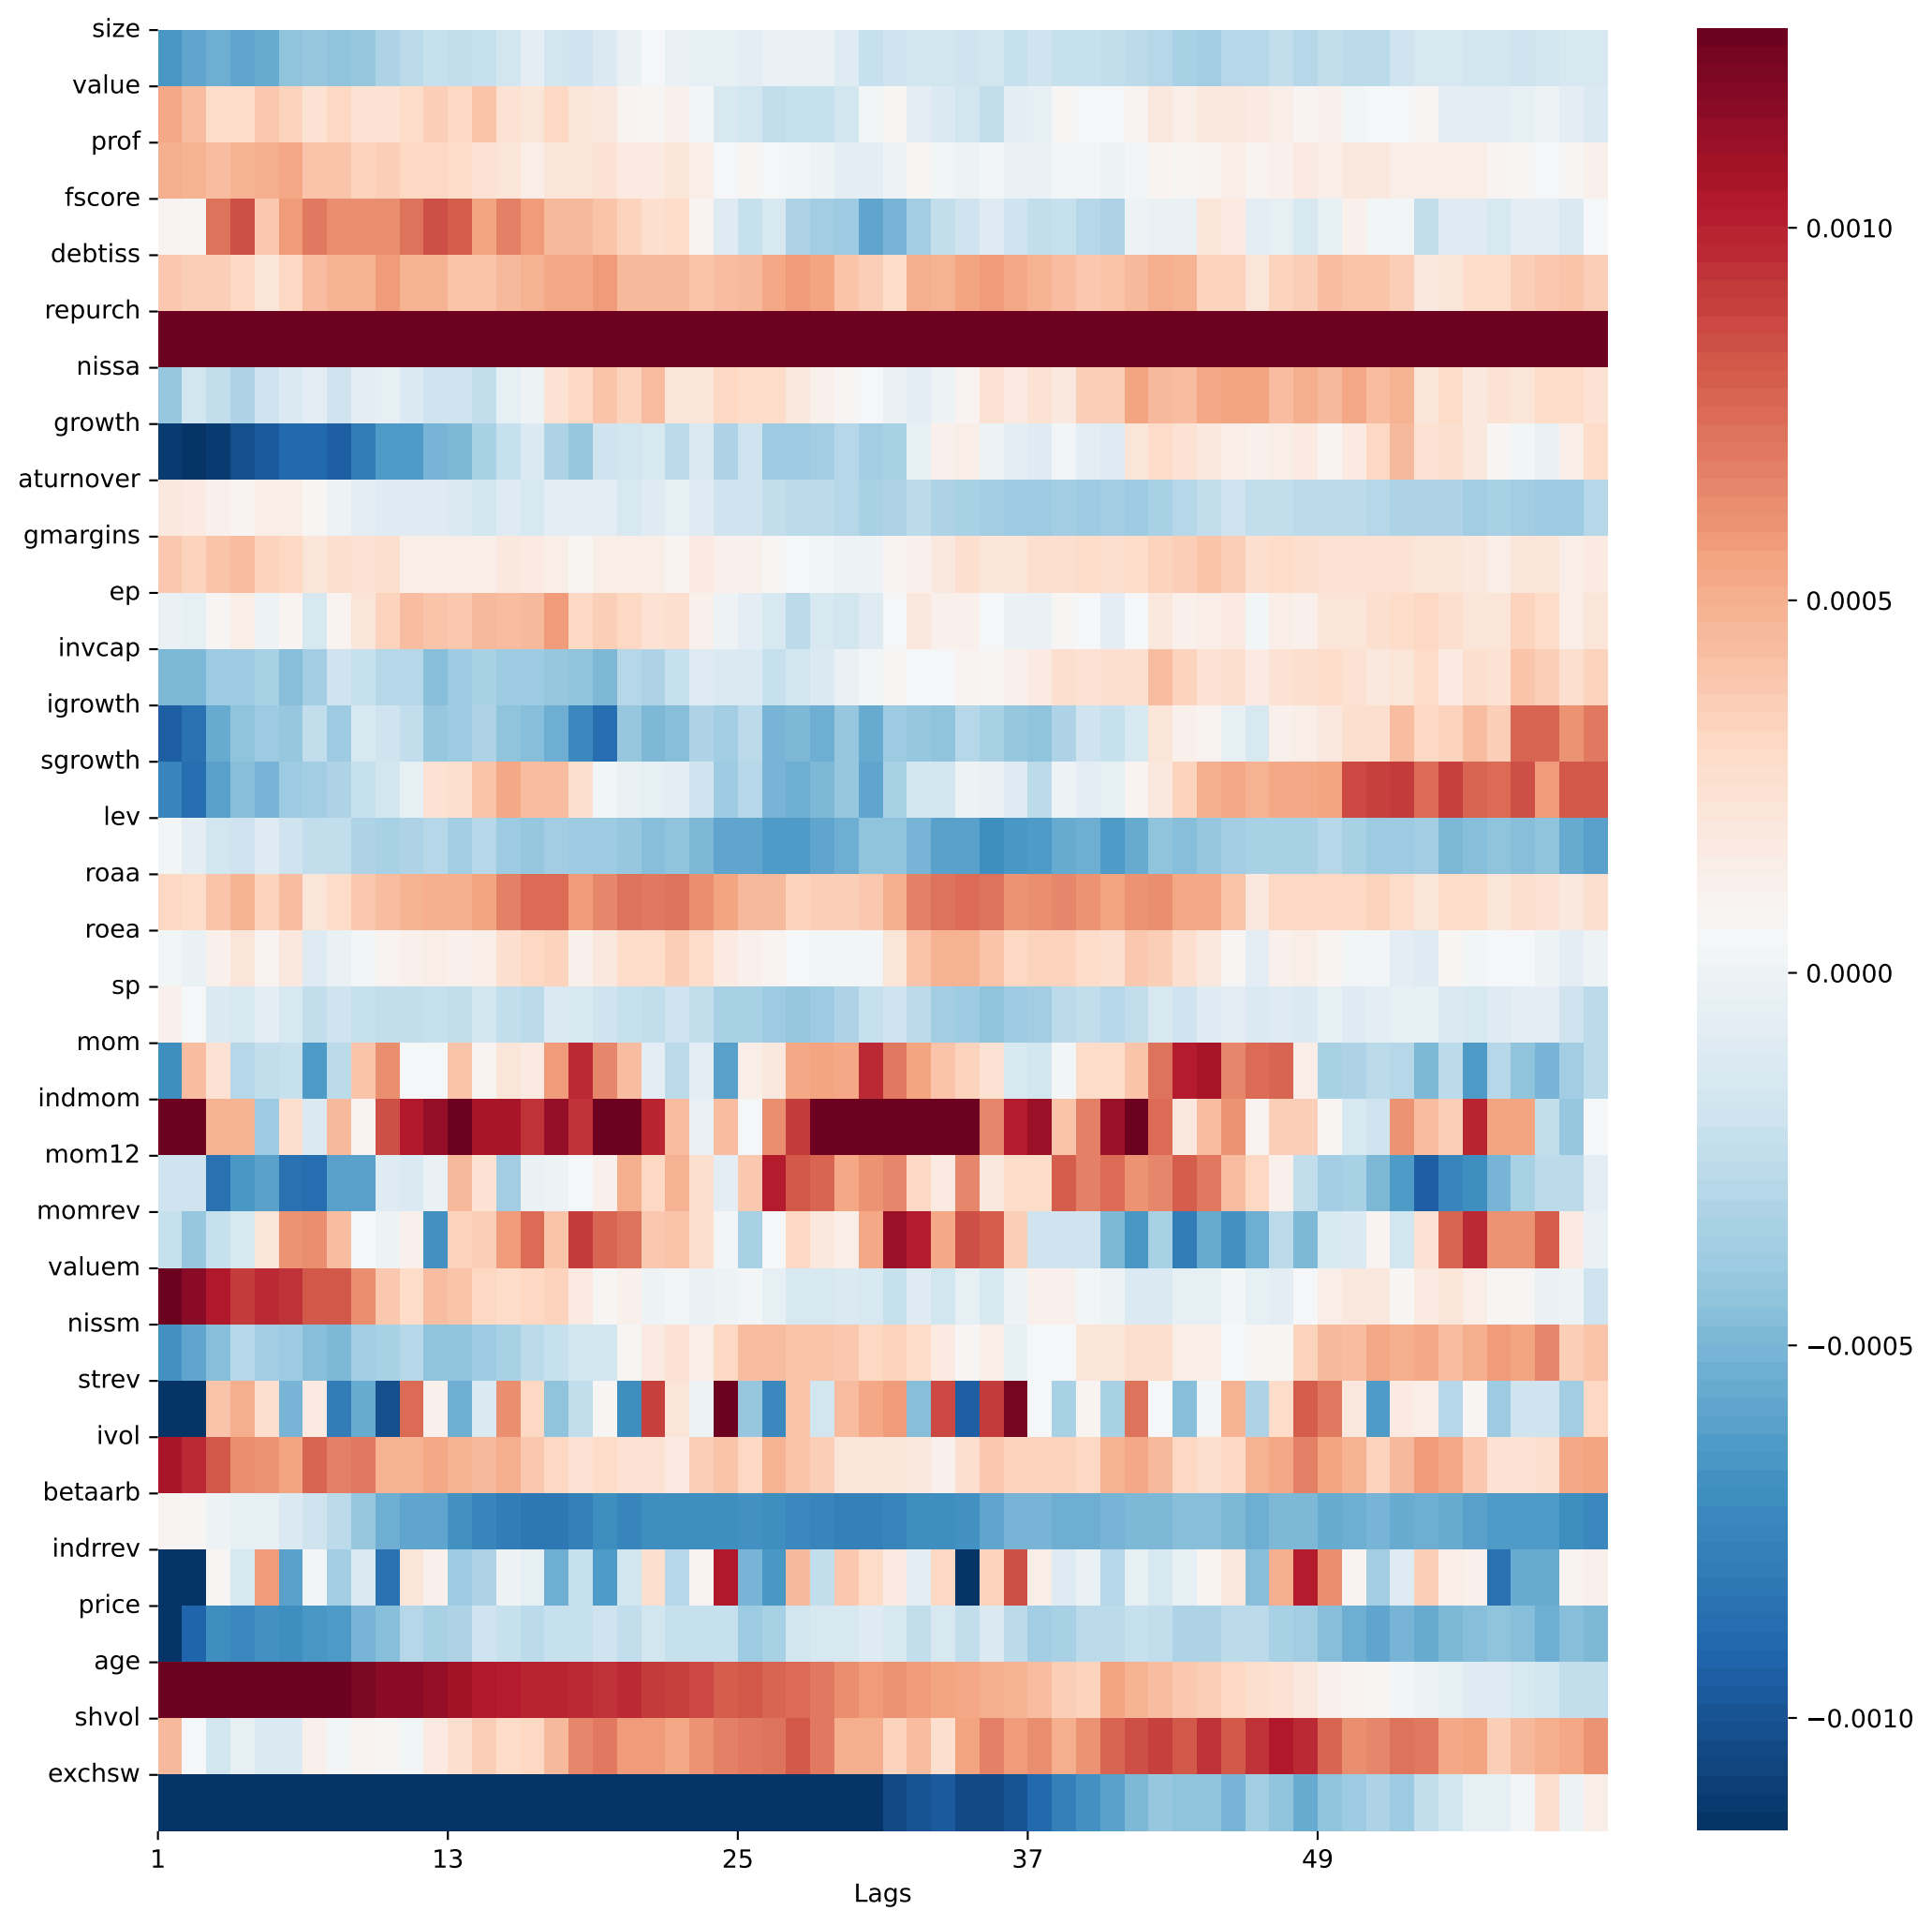 size
value
prof
fscore
debtiss
repurch
nissa
growth
aturnover
gmargins
ep
invcap
igrowth
sgrowth
lev
roaa
roea
sp
mom
indmom
mom12
momrev
valuem
nissm
strev
ivol
betaarb
indrrev
price
age
shvol
exchsw
1 13 25 37 49
Lags
0.0010
0.0005
0.0000
−0.0005
−0.0010